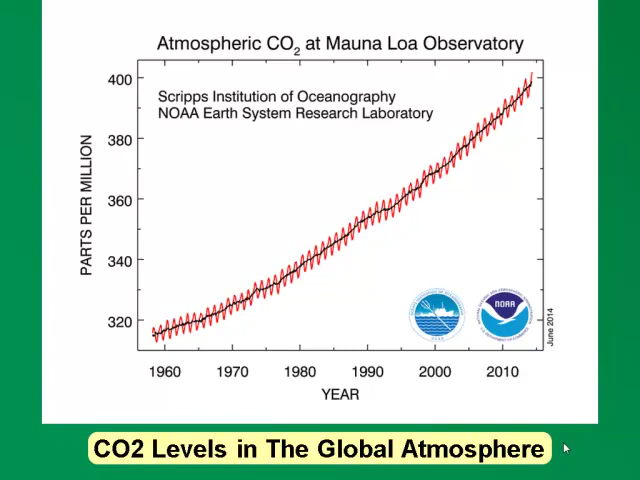 Atmospheric CO2 at Mauna Loa Observatory
Scripps Institution of Oceanography
NOAA Earth System Research Laboratory
PARTS PER MILLION
400
380
360
340
320
NOAA
June 2014
1960 1970 1980 1990 2000 2010
YEAR
CO2 Levels in The Global Atmosphere